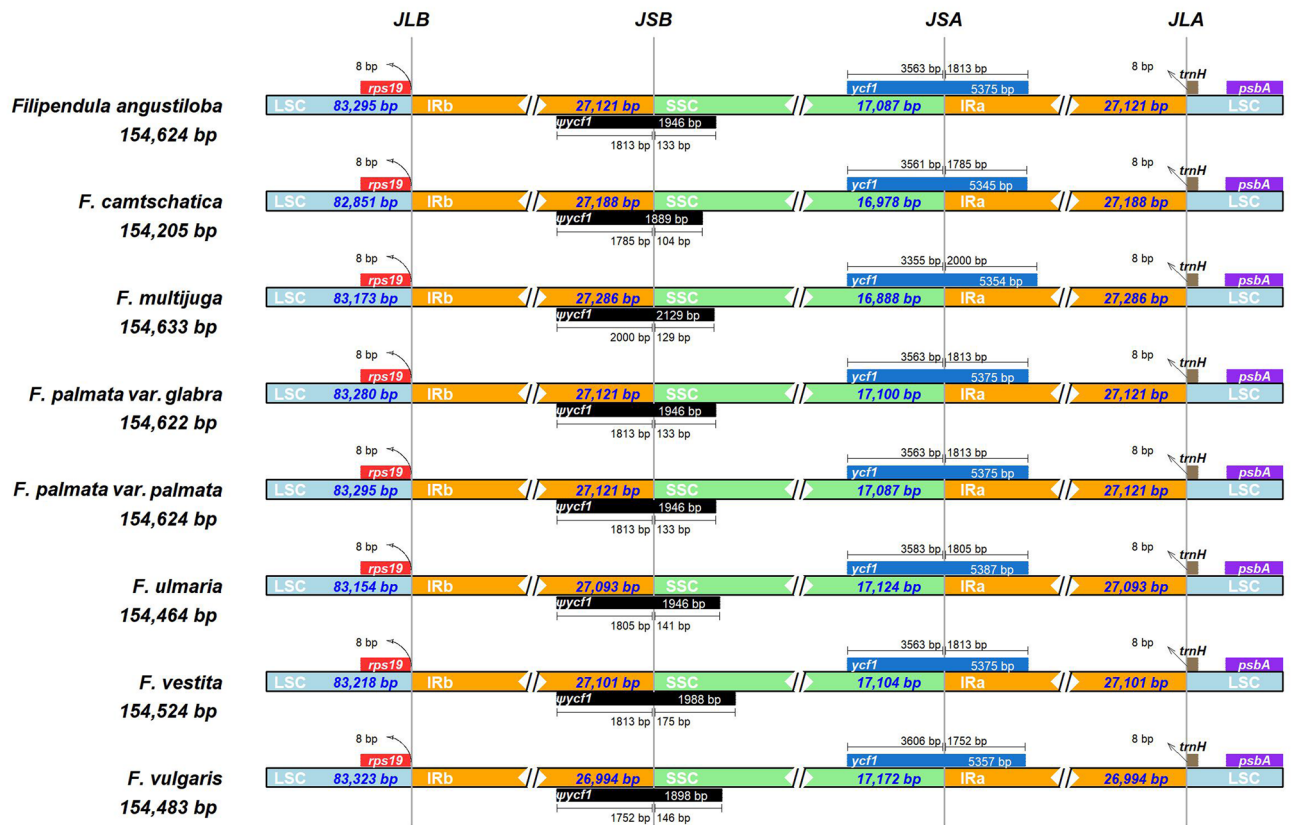 JLB JSB JSA JLA
8 bp 3563 bp 1813 bp 8 bp trnH
rps19 ycf1 5375 bp psbA
Filipendula angustiloba LSC 83,295 bp IRb 27,121 bp SSC 17,087 bp IRa 27,121 bp LSC
154,624 bp ψycf1 1946 bp
1813 bp 133 bp
8 bp 3561 bp 1785 bp 8 bp trnH
rps19 ycf1 5345 bp psbA
F. camtschatica LSC 82,851 bp IRb 27,188 bp SSC 16,978 bp IRa 27,188 bp LSC
154,205 bp ψycf1 1889 bp
1785 bp 104 bp
8 bp 3355 bp 2000 bp 8 bp trnH
rps19 ycf1 5354 bp psbA
F. multijuga LSC 83,173 bp IRb 27,286 bp SSC 16,888 bp IRa 27,286 bp LSC
154,633 bp ψycf1 2129 bp
2000 bp 129 bp
8 bp 3563 bp 1813 bp 8 bp trnH
rps19 ycf1 5375 bp psbA
F. palmata var. glabra LSC 83,280 bp IRb 27,121 bp SSC 17,100 bp IRa 27,121 bp LSC
154,622 bp ψycf1 1946 bp
1813 bp 133 bp
8 bp 3563 bp 1813 bp 8 bp trnH
rps19 ycf1 5375 bp psbA
F. palmata var. palmata LSC 83,295 bp IRb 27,121 bp SSC 17,087 bp IRa 27,121 bp LSC
154,624 bp ψycf1 1946 bp
1813 bp 133 bp
8 bp 3583 bp 1805 bp 8 bp trnH
rps19 ycf1 5387 bp psbA
F. ulmaria LSC 83,154 bp IRb 27,093 bp SSC 17,124 bp IRa 27,093 bp LSC
154,464 bp ψycf1 1946 bp
1805 bp 141 bp
8 bp 3563 bp 1813 bp 8 bp trnH
rps19 ycf1 5375 bp psbA
F. vestita LSC 83,218 bp IRb 27,101 bp SSC 17,104 bp IRa 27,101 bp LSC
154,524 bp ψycf1 1988 bp
1813 bp 175 bp
8 bp 3606 bp 1752 bp 8 bp trnH
rps19 ycf1 5357 bp psbA
F. vulgaris LSC 83,323 bp IRb 26,994 bp SSC 17,172 bp IRa 26,994 bp LSC
154,483 bp ψycf1 1898 bp
1752 bp 146 bp